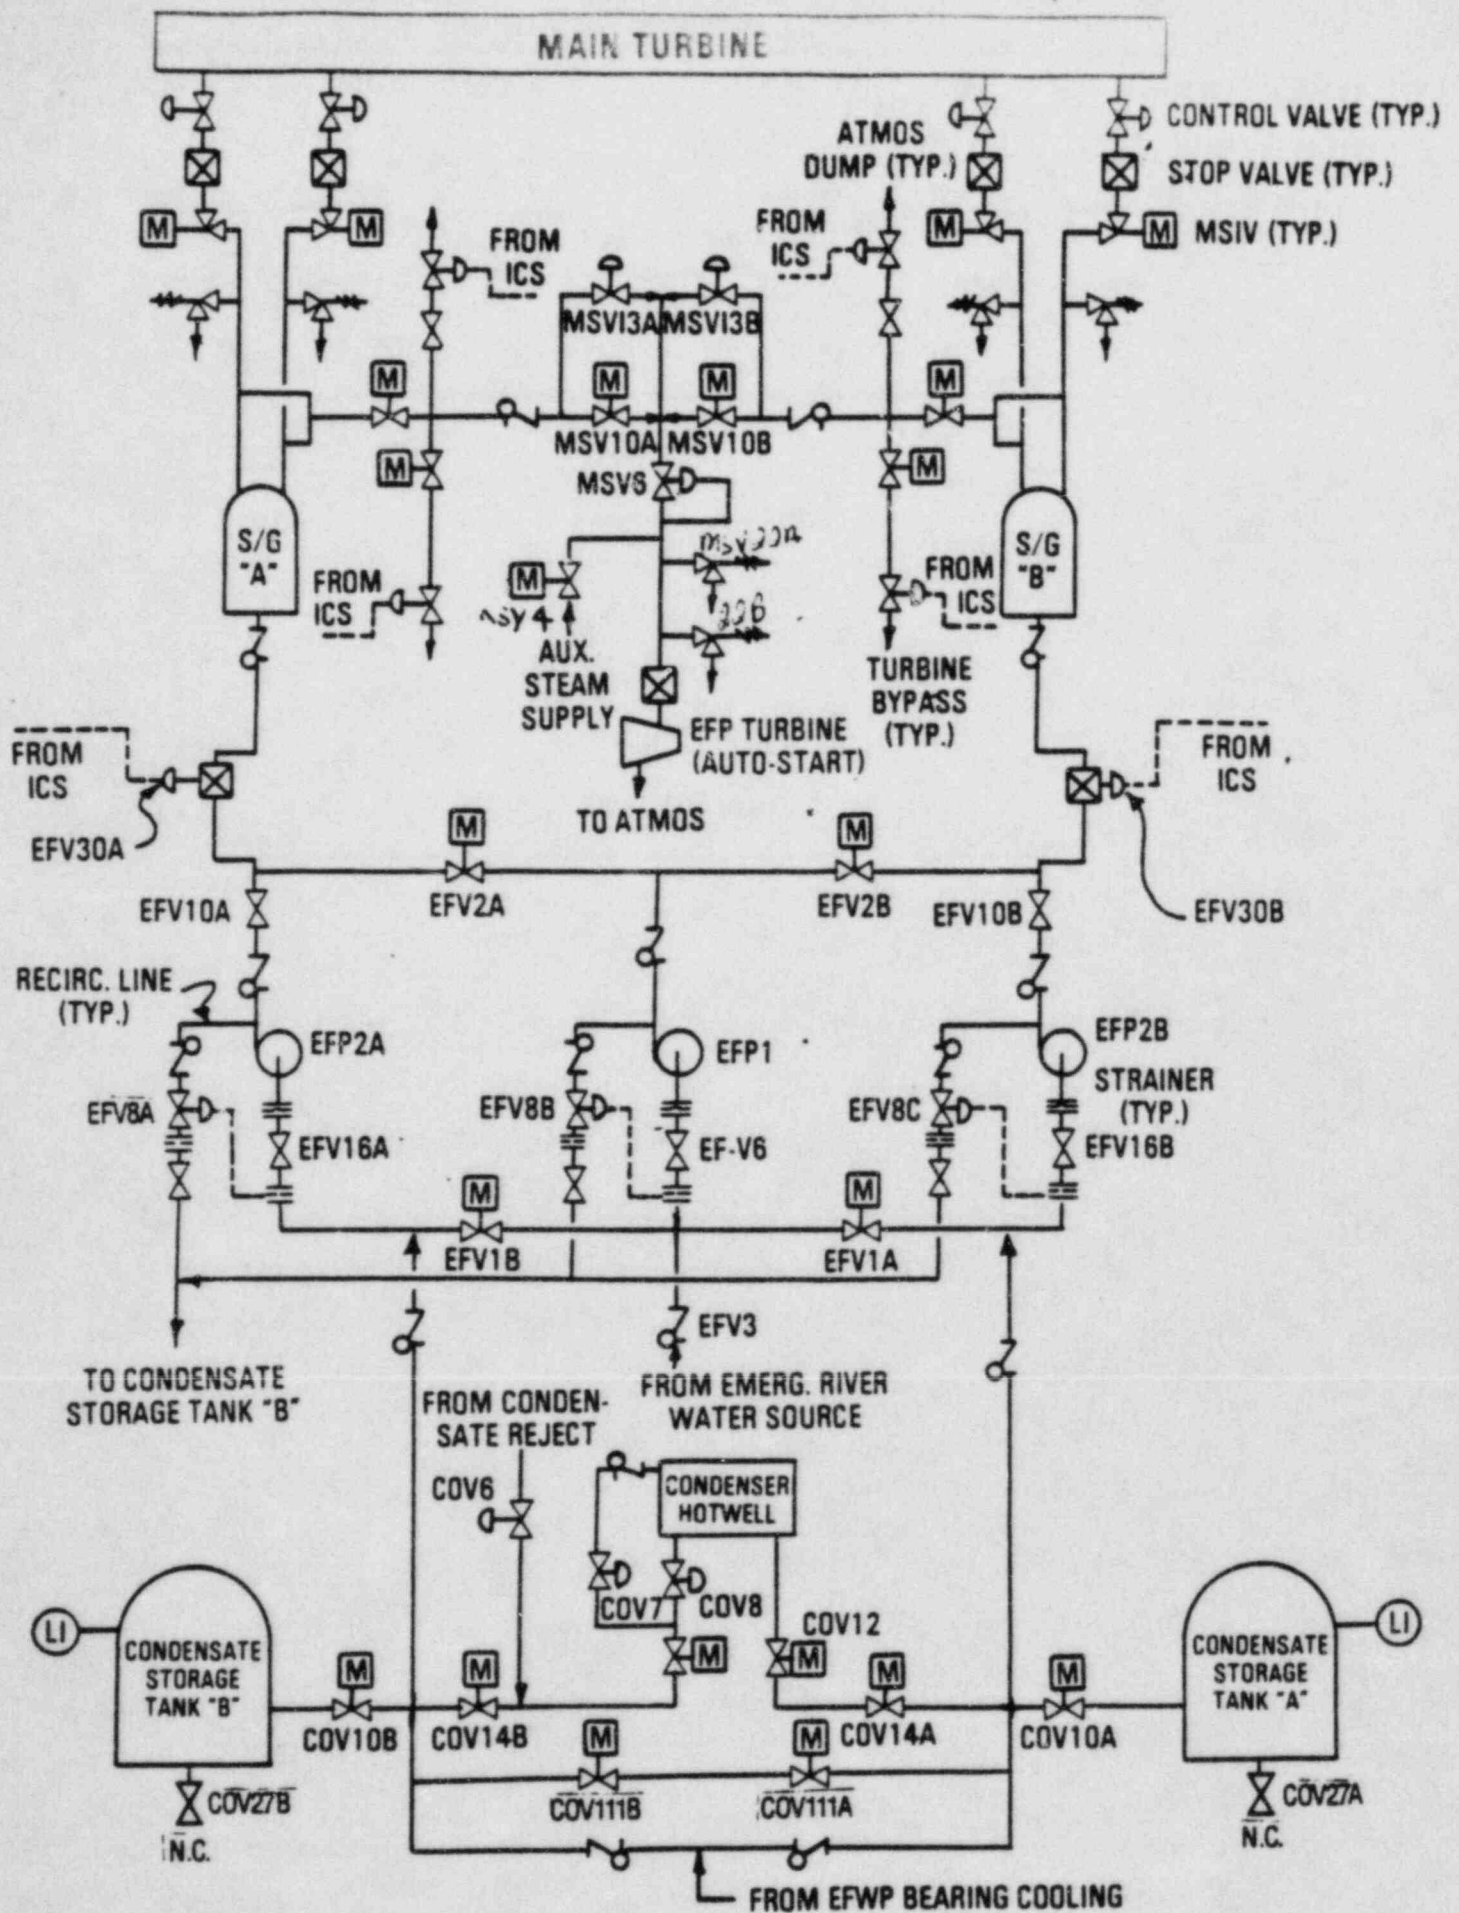 MAIN TURBINE
CONTROL VALVE (TYP.)
ATMOS
DUMP (TYP.)
STOP VALVE (TYP.)
M
M
FROM
ICS
FROM
ICS
M
M
MSIV (TYP.)
MSV13A
MSV13B
M
M
M
M
MSV10A
MSV10B
M
MSV6
M
S/G
"A"
S/G
"B"
FROM
ICS
M
MSV22A
22B
FROM
ICS
MSV4
AUX.
STEAM
SUPPLY
TURBINE
BYPASS
(TYP.)
EFP TURBINE
(AUTO-START)
FROM
ICS
FROM
ICS
TO ATMOS
EFV30A
M
M
EFV10A
EFV2A
EFV2B
EFV10B
EFV30B
RECIRC. LINE
(TYP.)
EFP2A
EFP1
EFP2B
STRAINER
(TYP.)
EFV8A
EFV8B
EFV8C
EFV16A
EF-V6
EFV16B
M
M
EFV1B
EFV1A
EFV3
TO CONDENSATE
STORAGE TANK "B"
FROM CONDEN-
SATE REJECT
FROM EMERG. RIVER
WATER SOURCE
COV6
CONDENSER
HOTWELL
COV7
COV8
COV12
LI
LI
CONDENSATE
STORAGE
TANK "B"
M
M
M
M
M
M
CONDENSATE
STORAGE
TANK "A"
COV10B
COV14B
COV14A
COV10A
M
M
COV27B
N.C.
COV111B
COV111A
COV27A
N.C.
FROM EFWP BEARING COOLING